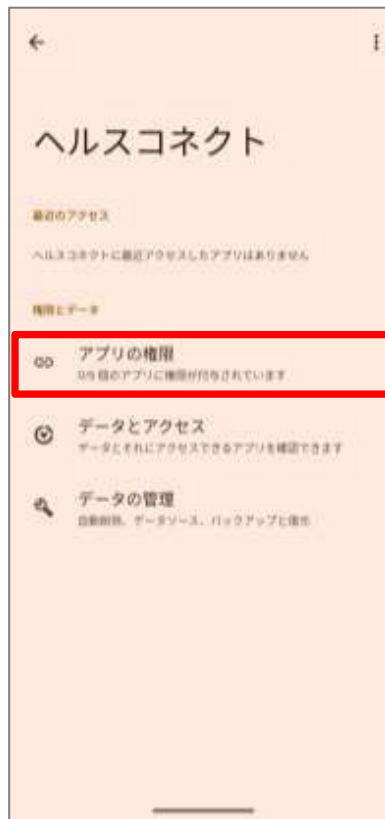 ヘルスコネクト
最近のアクセス
ヘルスコネクトに最近アクセスしたアプリはありません
権限とデータ
アプリの権限
0/5 個のアプリに権限が付与されています
データとアクセス
データとそれにアクセスできるアプリを確認できます
データの管理
自動削除、データソース、バックアップと復元